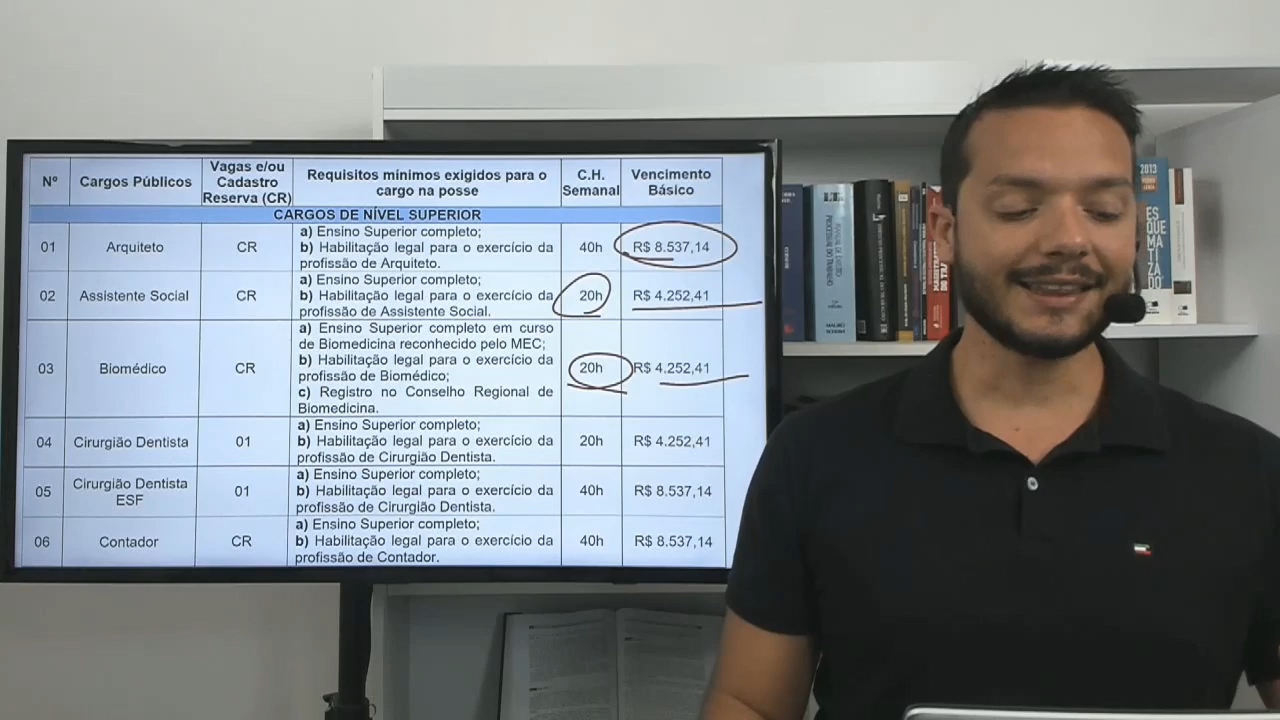 Nº
Cargos Públicos
Vagas e/ou
Cadastro
Reserva (CR)
Requisitos mínimos exigidos para o
cargo na posse
C.H.
Semanal
Vencimento
Básico
CARGOS DE NÍVEL SUPERIOR
01
Arquiteto
CR
a) Ensino Superior completo;
b) Habilitação legal para o exercício da
profissão de Arquiteto.
40h
R$ 8.537,14
02
Assistente Social
CR
a) Ensino Superior completo;
b) Habilitação legal para o exercício da
profissão de Assistente Social.
20h
R$ 4.252,41
03
Biomédico
CR
a) Ensino Superior completo em curso
de Biomedicina reconhecido pelo MEC;
b) Habilitação legal para o exercício da
profissão de Biomédico;
c) Registro no Conselho Regional de
Biomedicina.
20h
R$ 4.252,41
04
Cirurgião Dentista
01
a) Ensino Superior completo;
b) Habilitação legal para o exercício da
profissão de Cirurgião Dentista.
20h
R$ 4.252,41
05
Cirurgião Dentista
ESF
01
a) Ensino Superior completo;
b) Habilitação legal para o exercício da
profissão de Cirurgião Dentista.
40h
R$ 8.537,14
06
Contador
CR
a) Ensino Superior completo;
b) Habilitação legal para o exercício da
profissão de Contador.
40h
R$ 8.537,14
2013
ES
QUE
MA
TIZ
ADO